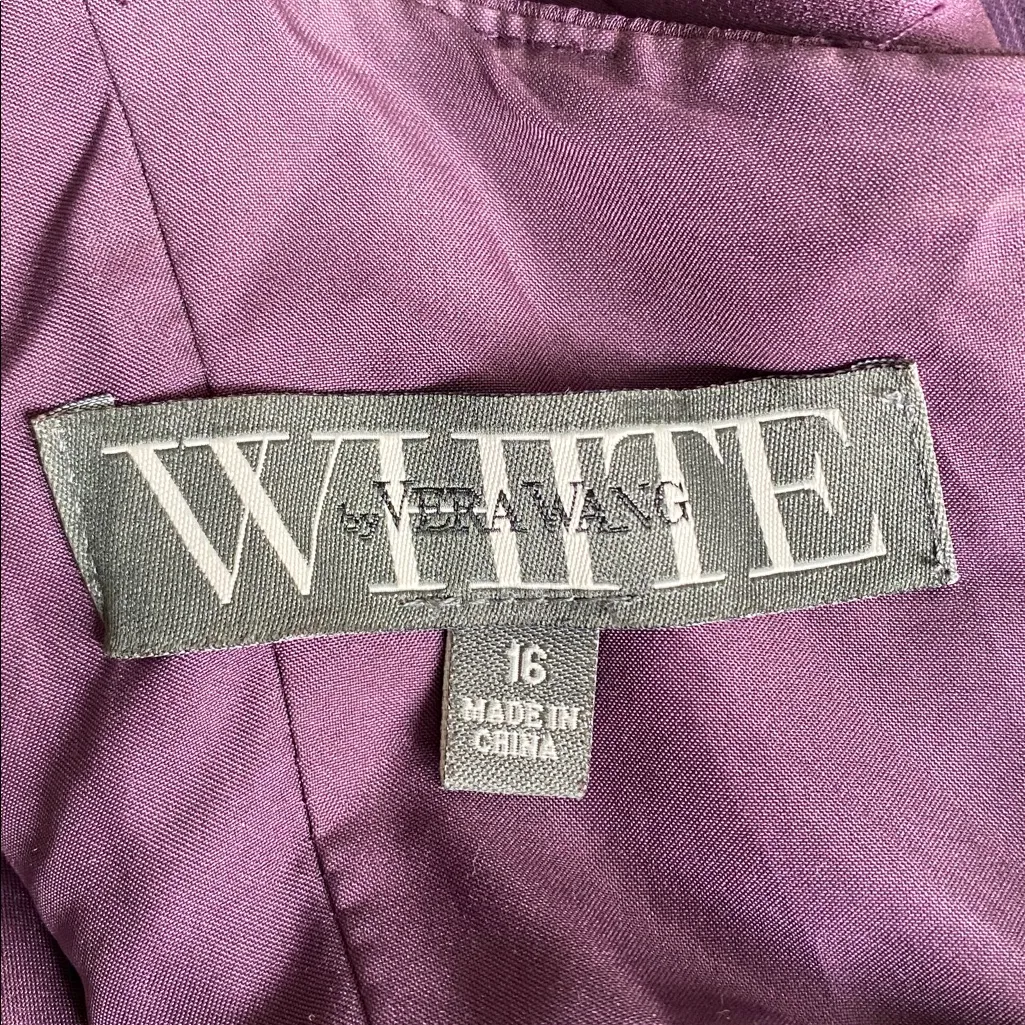 WHITE
by VERA WANG
16
MADE IN
CHINA